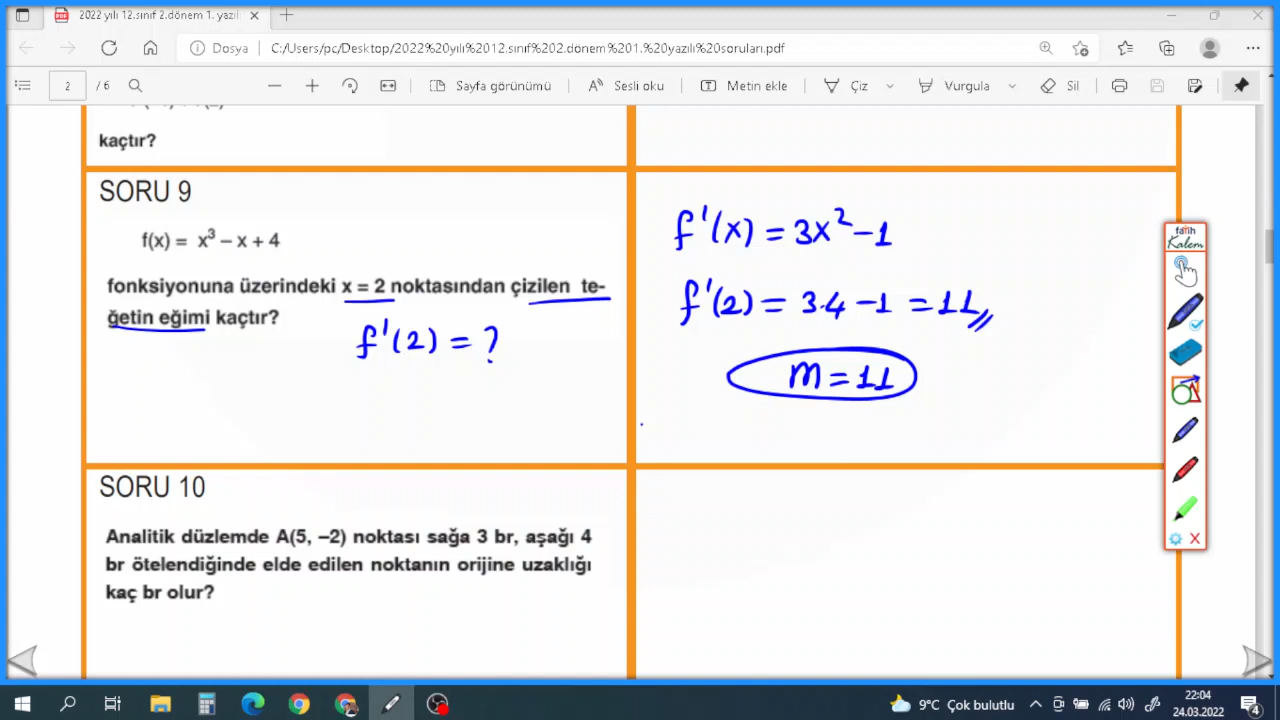 2022 yılı 12.sınıf 2.dönem 1. yazılı
Dosya
C:/Users/pc/Desktop/2022%20yılı%2012.sınıf%202.dönem%201.%20yazılı%20soruları.pdf
2 / 6
Sayfa görünümü
Sesli oku
Metin ekle
Çiz
Vurgula
Sil
kaçtır?
SORU 9
f(x) = x³ – x + 4
fonksiyonuna üzerindeki x = 2 noktasından çizilen te-
ğetin eğimi kaçtır?
f'(2) = ?
f'(x) = 3x² – 1
f'(2) = 3.4 – 1 = 11
m = 11
fatih
Kalem
SORU 10
Analitik düzlemde A(5, –2) noktası sağa 3 br, aşağı 4
br ötelendiğinde elde edilen noktanın orijine uzaklığı
kaç br olur?
9°C Çok bulutlu
22:04
24.03.2022
4